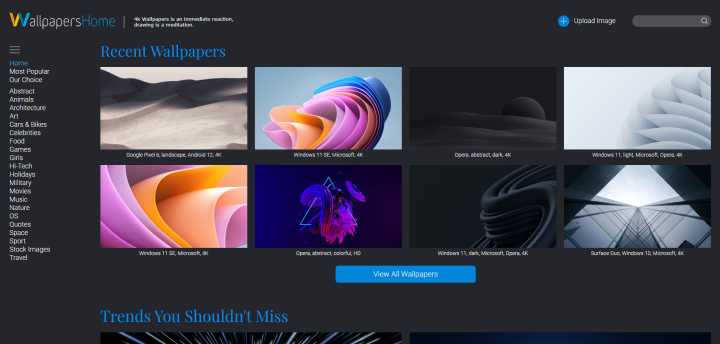 WallpapersHome
4k Wallpapers is an immediate reaction,
drawing is a meditation.
Upload Image
Home
Most Popular
Our Choice
Abstract
Animals
Architecture
Art
Cars & Bikes
Celebrities
Food
Games
Girls
Hi-Tech
Holidays
Military
Movies
Music
Nature
OS
Quotes
Space
Sport
Stock Images
Travel
Recent Wallpapers
Google Pixel 6, landscape, Android 12, 4K
Windows 11 SE, Microsoft, 4K
Opera, abstract, dark, 4K
Windows 11, light, Microsoft, Opera, 4K
Windows 11 SE, Microsoft, 4K
Opera, abstract, colorful, HD
Windows 11, dark, Microsoft, Opera, 4K
Surface Duo, Windows 10, Microsoft, 4K
View All Wallpapers
Trends You Shouldn't Miss